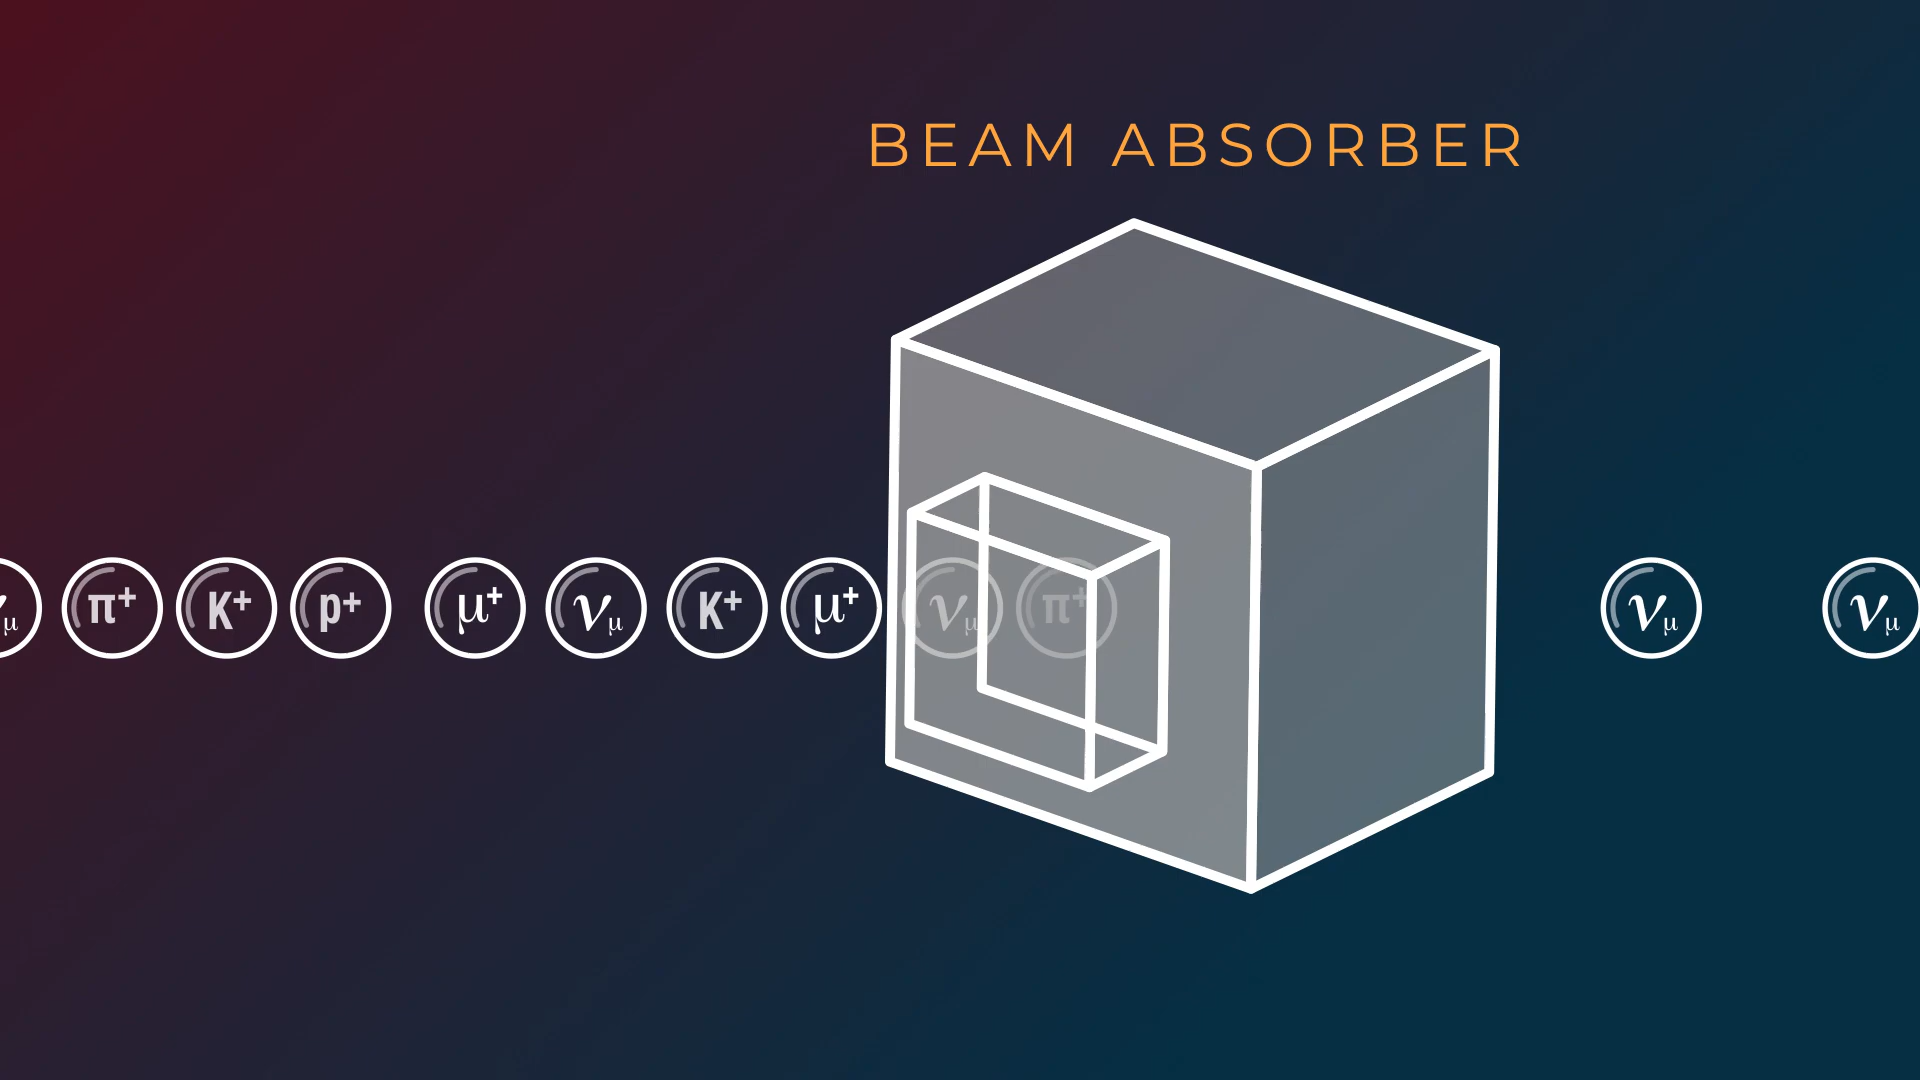 BEAM ABSORBER
μ π⁺ K⁺ p⁺ μ⁺ νμ K⁺ μ⁺ νμ π⁺ νμ νμ